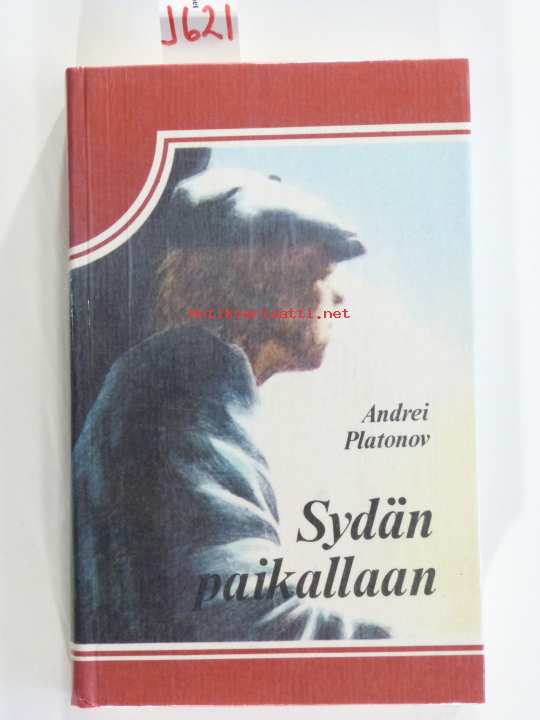 J621
Antikvariaatti.net
Andrei
Platonov
Sydän
paikallaan